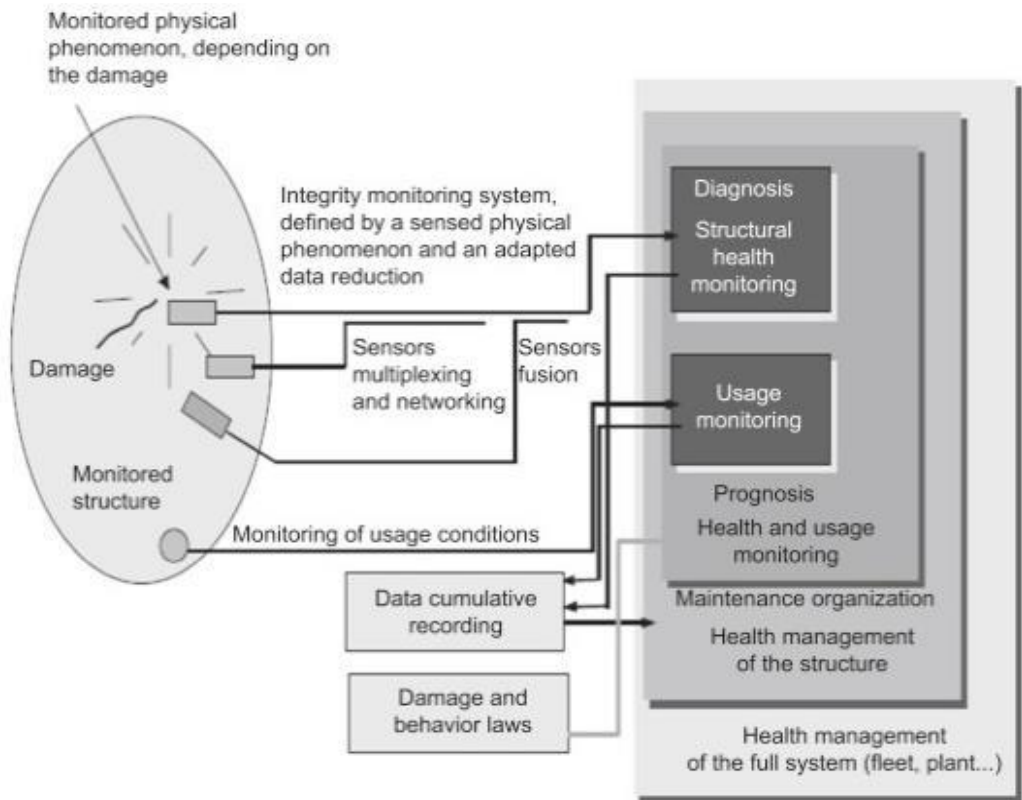 Monitored physical
phenomenon, depending on
the damage
Integrity monitoring system,
defined by a sensed physical
phenomenon and an adapted
data reduction
Damage
Sensors
multiplexing
and networking
Sensors
fusion
Monitored
structure
Monitoring of usage conditions
Data cumulative
recording
Damage and
behavior laws
Diagnosis
Structural
health
monitoring
Usage
monitoring
Prognosis
Health and usage
monitoring
Maintenance organization
Health management
of the structure
Health management
of the full system (fleet, plant...)